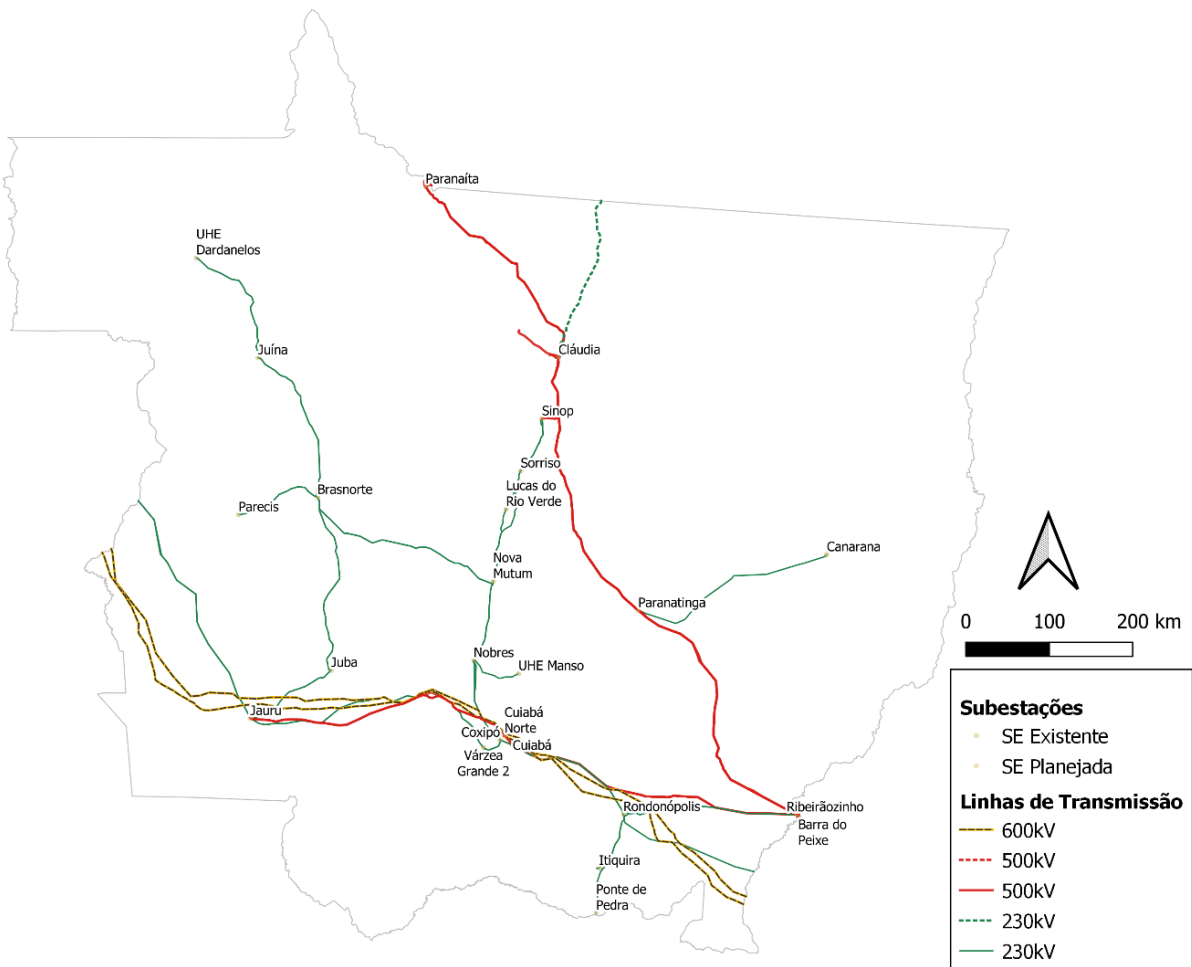 Paranaíta
UHE
Dardanelos
Juína
Cláudia
Sinop
Sorriso
Lucas do
Rio Verde
Brasnorte
Parecis
Nova
Mutum
Canarana
Paranatinga
0 100 200 km
Nobres
UHE Manso
Juba
Jauru
Cuiabá
Norte
Coxipó
Cuiabá
Várzea
Grande 2
Rondonópolis
Ribeirãozinho
Barra do
Peixe
Itiquira
Ponte de
Pedra
Subestações
SE Existente
SE Planejada
Linhas de Transmissão
600kV
500kV
500kV
230kV
230kV